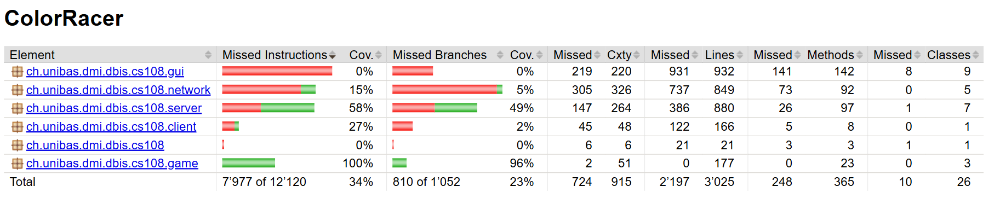 ColorRacer
Element Missed Instructions Cov. Missed Branches Cov. Missed Cxty Missed Lines Missed Methods Missed Classes
ch.unibas.dmi.dbis.cs108.gui 0% 0% 219 220 931 932 141 142 8 9
ch.unibas.dmi.dbis.cs108.network 15% 5% 305 326 737 849 73 92 0 5
ch.unibas.dmi.dbis.cs108.server 58% 49% 147 264 386 880 26 97 1 7
ch.unibas.dmi.dbis.cs108.client 27% 2% 45 48 122 166 5 8 0 1
ch.unibas.dmi.dbis.cs108 0% 0% 6 6 21 21 3 3 1 1
ch.unibas.dmi.dbis.cs108.game 100% 96% 2 51 0 177 0 23 0 3
Total 7’977 of 12’120 34% 810 of 1’052 23% 724 915 2’197 3’025 248 365 10 26